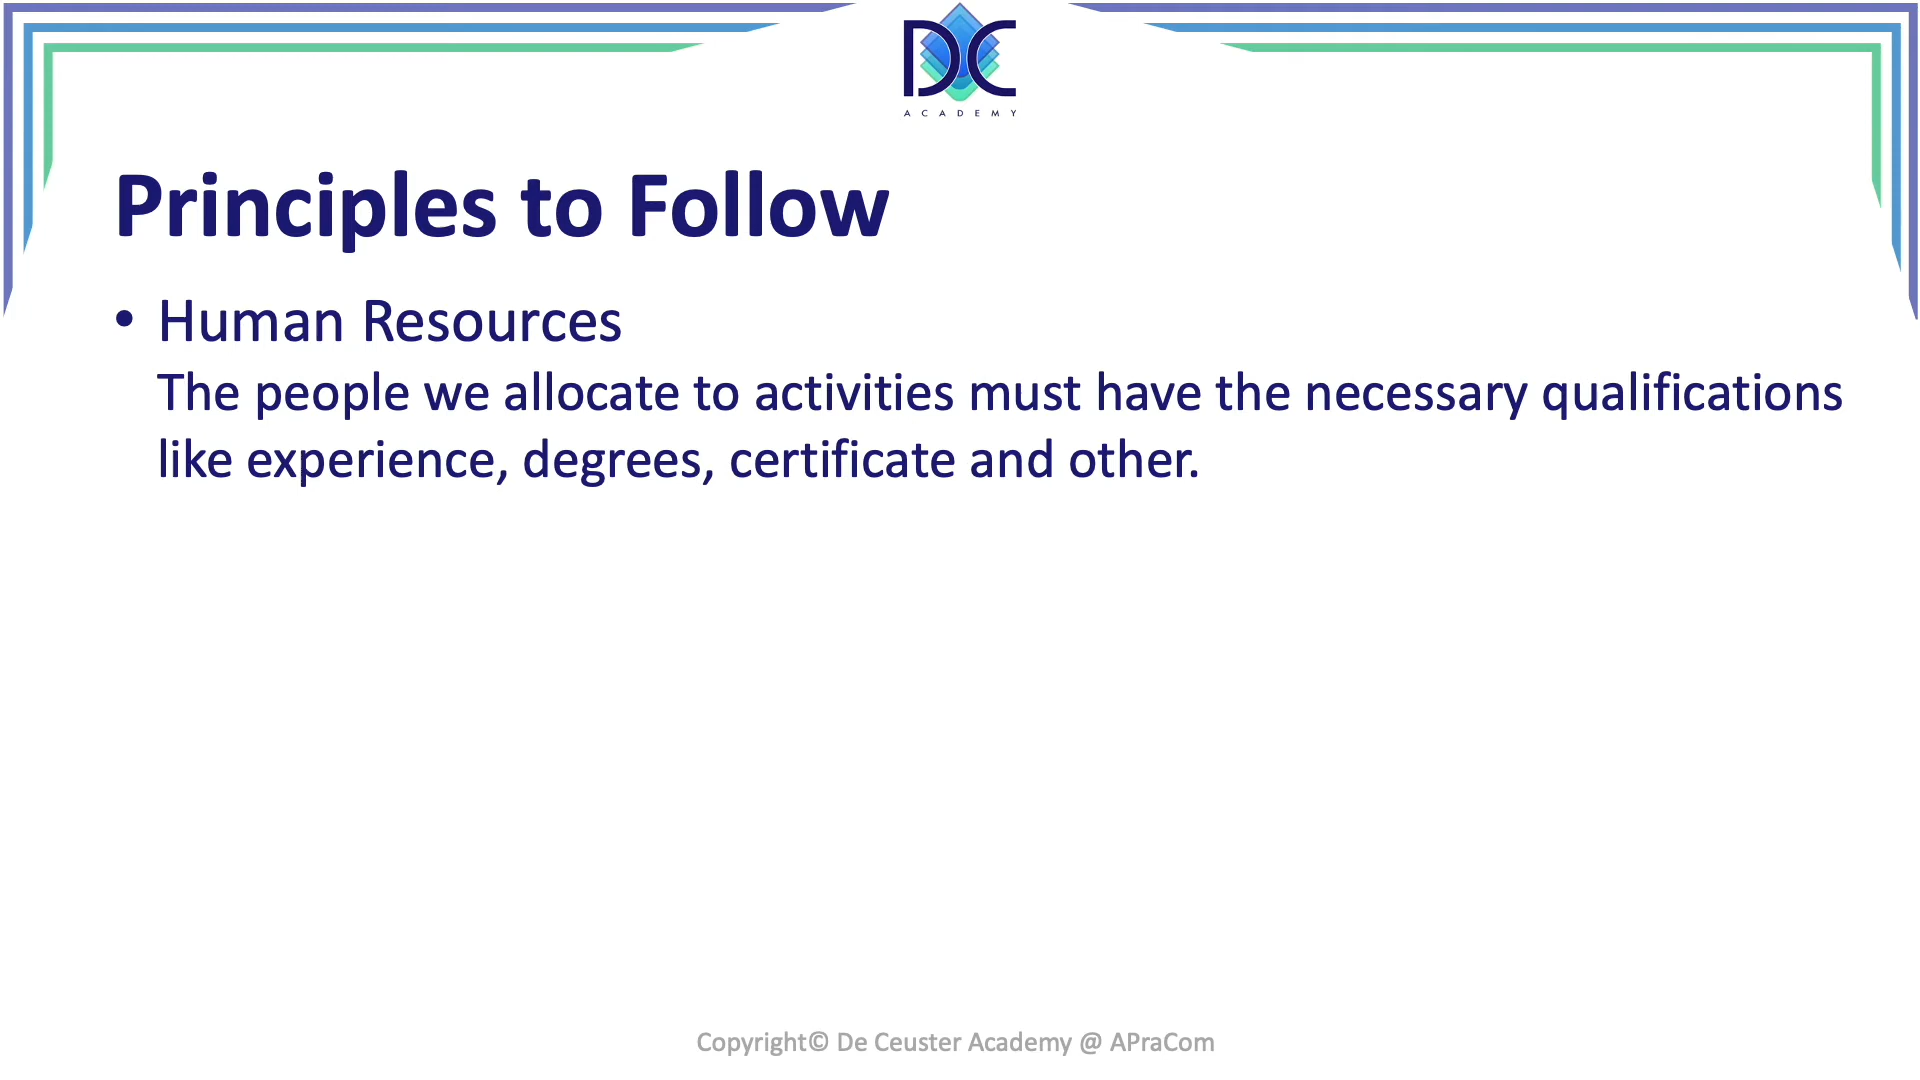 DC
ACADEMY
Principles to Follow
• Human Resources
The people we allocate to activities must have the necessary qualifications
like experience, degrees, certificate and other.
Copyright© De Ceuster Academy @ APraCom